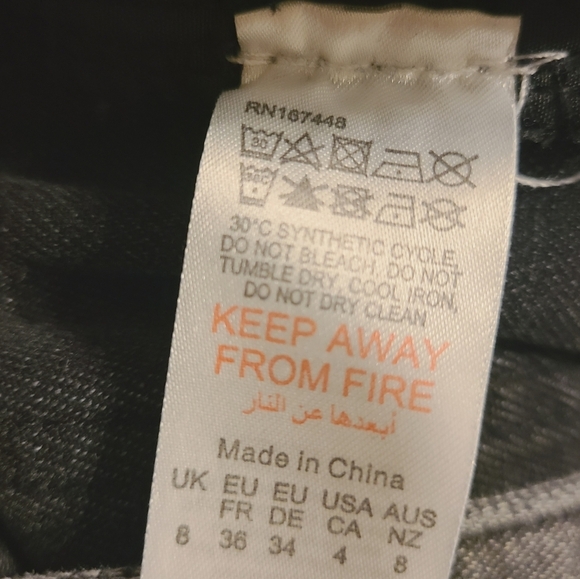 RN167448
30
30°C SYNTHETIC CYCLE,
DO NOT BLEACH, DO NOT
TUMBLE DRY, COOL IRON,
DO NOT DRY CLEAN
KEEP AWAY
FROM FIRE
أبعدها عن النار
Made in China
UK EU EU USA AUS
FR DE CA NZ
8 36 34 4 8